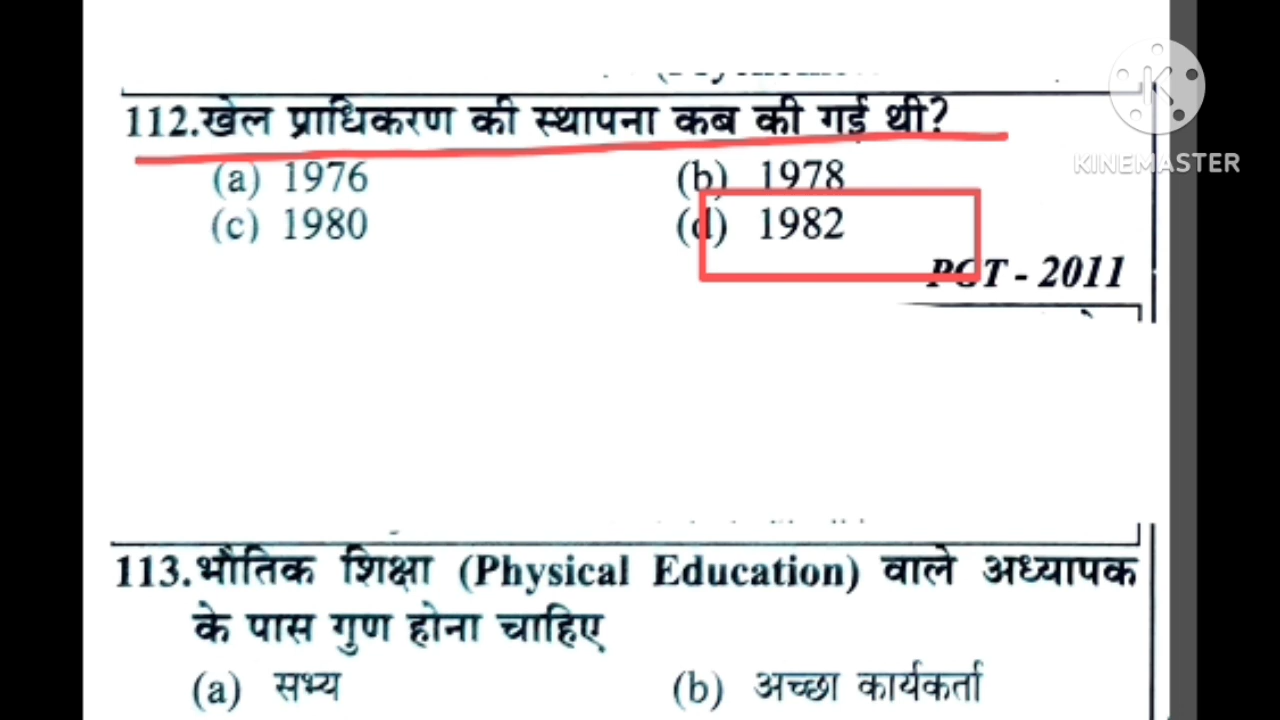 KINEMASTER
112.खेल प्राधिकरण की स्थापना कब की गई थी?
(a) 1976 (b) 1978
(c) 1980 (d) 1982
PGT - 2011
113.भौतिक शिक्षा (Physical Education) वाले अध्यापक
के पास गुण होना चाहिए
(a) सभ्य (b) अच्छा कार्यकर्ता